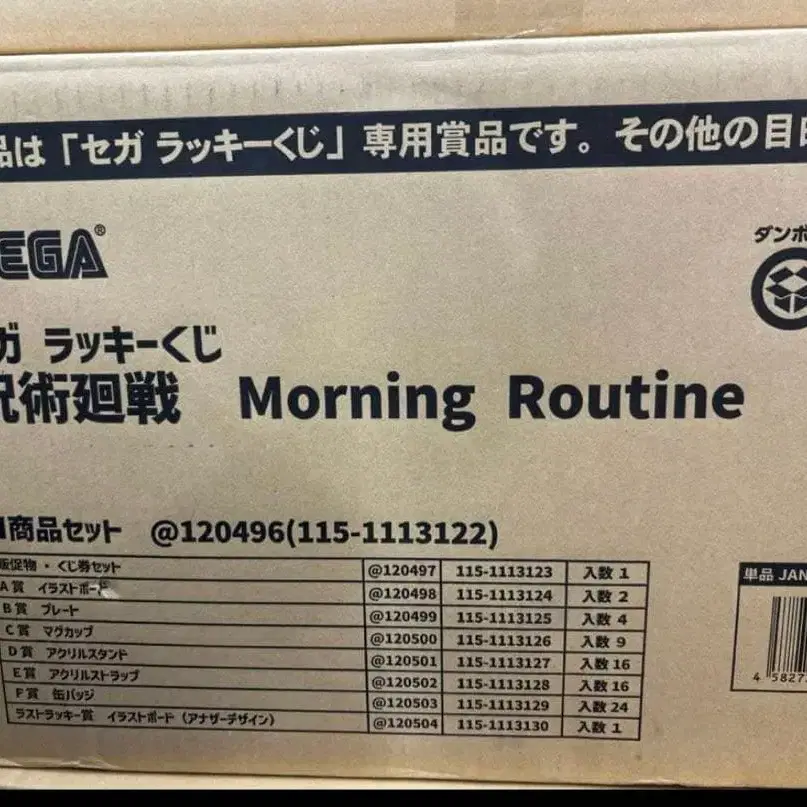 品は「セガ ラッキーくじ」専用賞品です。その他の目
EGA®
ガ ラッキーくじ
呪術廻戦 Morning Routine
ダンボ
商品セット @120496(115-1113122)
販促物・くじ券セット @120497 115-1113123 入数 1
A賞 イラストボード @120498 115-1113124 入数 2
B賞 プレート @120499 115-1113125 入数 4
C賞 マグカップ @120500 115-1113126 入数 9
D賞 アクリルスタンド @120501 115-1113127 入数 16
E賞 アクリルストラップ @120502 115-1113128 入数 16
F賞 缶バッジ @120503 115-1113129 入数 24
ラストラッキー賞 イラストボード（アナザーデザイン） @120504 115-1113130 入数 1
単品 JAN
4 5827